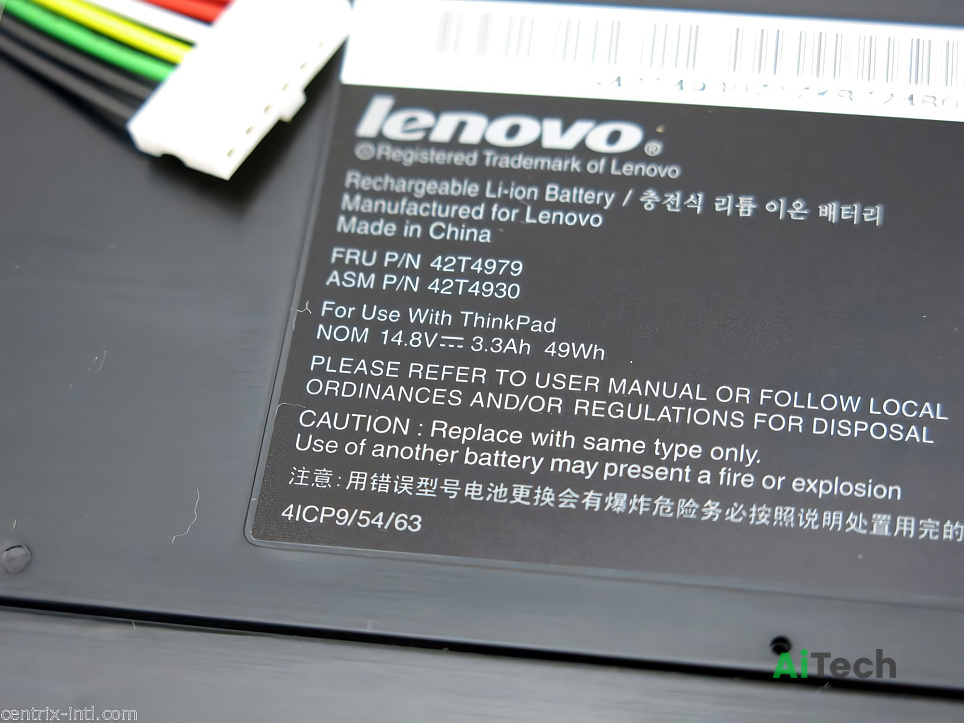 lenovo®
®Registered Trademark of Lenovo
Rechargeable Li-ion Battery / 충전식 리튬 이온 배터리
Manufactured for Lenovo
Made in China
FRU P/N 42T4979
ASM P/N 42T4930
For Use With ThinkPad
NOM 14.8V⎓ 3.3Ah 49Wh
PLEASE REFER TO USER MANUAL OR FOLLOW LOCAL
ORDINANCES AND/OR REGULATIONS FOR DISPOSAL
CAUTION : Replace with same type only.
Use of another battery may present a fire or explosion
注意: 用错误型号电池更换会有爆炸危险务必按照说明处置用完的
4ICP9/54/63
AiTech
centrix-intl.com